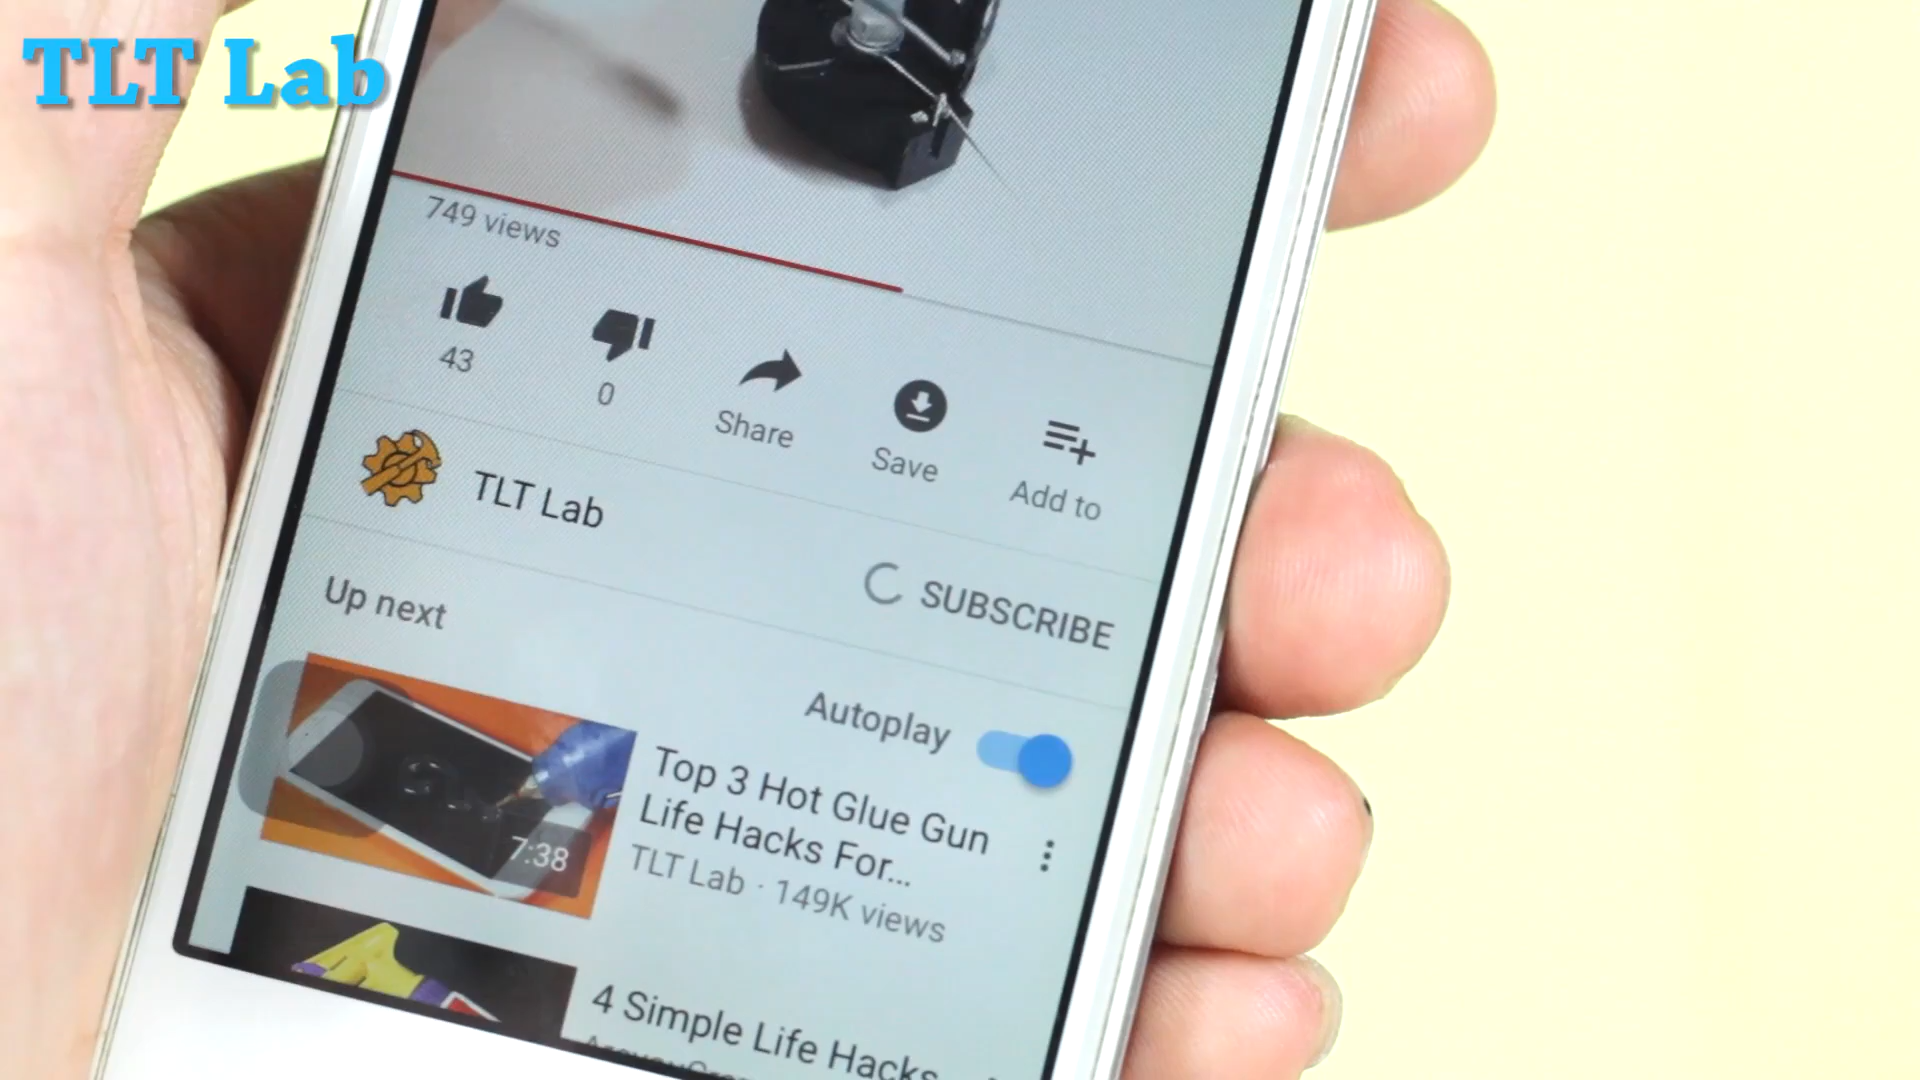 TLT Lab
749 views
43
0
Share
Save
Add to
TLT Lab
SUBSCRIBE
Up next
Autoplay
Top 3 Hot Glue Gun
Life Hacks For...
TLT Lab · 149K views
7:38
4 Simple Life Hacks